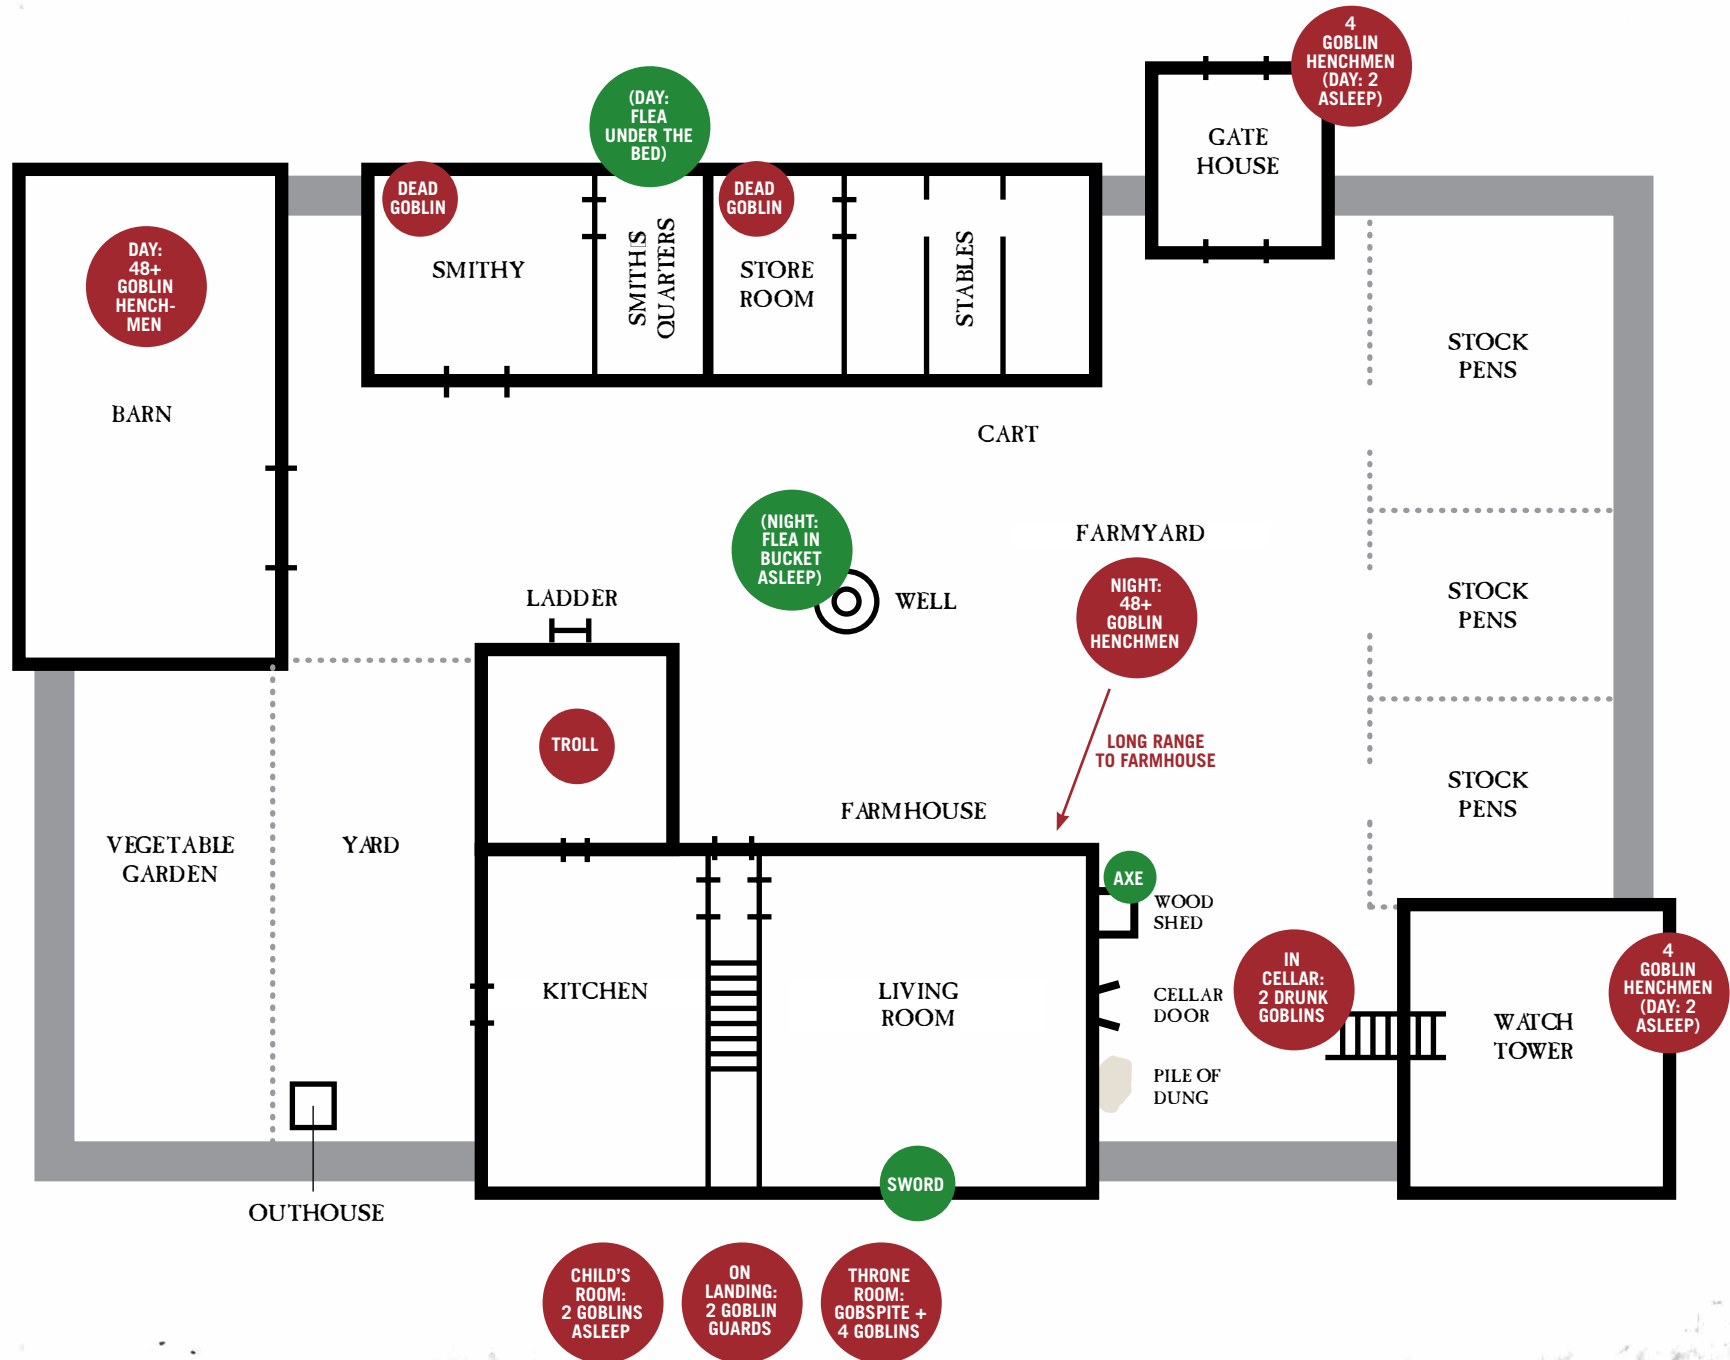 4
GOBLIN
HENCHMEN
(DAY: 2
ASLEEP)
(DAY:
FLEA
UNDER THE
BED)
GATE
HOUSE
DEAD
GOBLIN
DEAD
GOBLIN
DAY:
48+
GOBLIN
HENCH-
MEN
SMITHY
SMITHS
QUARTERS
STORE
ROOM
STABLES
STOCK
PENS
BARN
CART
(NIGHT:
FLEA IN
BUCKET
ASLEEP)
FARMYARD
NIGHT:
48+
GOBLIN
HENCHMEN
LADDER
WELL
STOCK
PENS
TROLL
LONG RANGE
TO FARMHOUSE
STOCK
PENS
FARMHOUSE
VEGETABLE
GARDEN
YARD
AXE
WOOD
SHED
KITCHEN
LIVING
ROOM
CELLAR
DOOR
IN
CELLAR:
2 DRUNK
GOBLINS
WATCH
TOWER
4
GOBLIN
HENCHMEN
(DAY: 2
ASLEEP)
PILE OF
DUNG
SWORD
OUTHOUSE
CHILD'S
ROOM:
2 GOBLINS
ASLEEP
ON
LANDING:
2 GOBLIN
GUARDS
THRONE
ROOM:
GOBSPITE +
4 GOBLINS